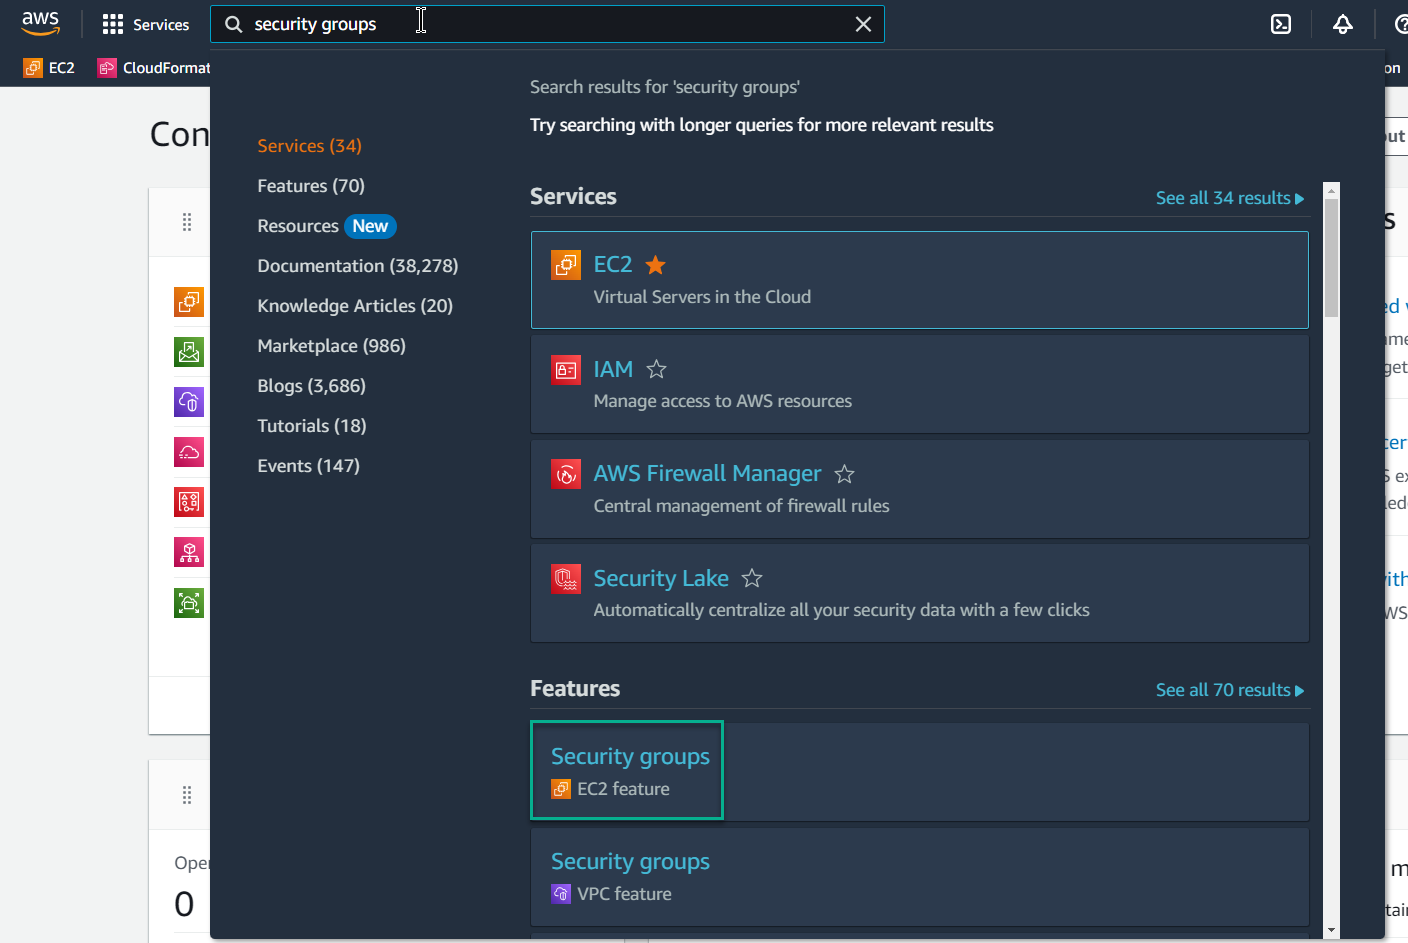 aws
Services
security groups
EC2
CloudFormat
on
Con
Search results for 'security groups'
Try searching with longer queries for more relevant results
Services (34)
Features (70)
Resources New
Documentation (38,278)
Knowledge Articles (20)
Marketplace (986)
Blogs (3,686)
Tutorials (18)
Events (147)
Services
See all 34 results
EC2
Virtual Servers in the Cloud
IAM
Manage access to AWS resources
AWS Firewall Manager
Central management of firewall rules
Security Lake
Automatically centralize all your security data with a few clicks
Features
See all 70 results
Security groups
EC2 feature
Security groups
VPC feature
Oper
0